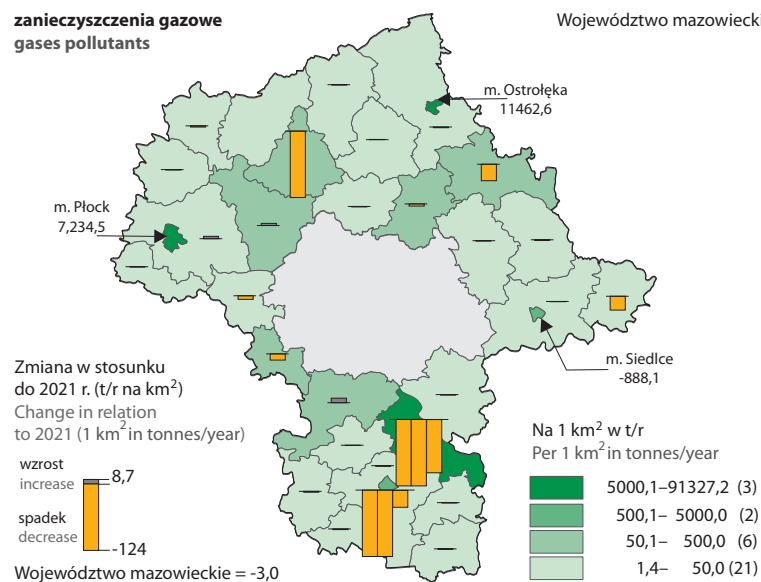 zanieczyszczenia gazowe
gases pollutants
Województwo mazowieckie
m. Ostrołęka
11462,6
m. Płock
7,234,5
m. Siedlce
-888,1
Zmiana w stosunku
do 2021 r. (t/r na km²)
Change in relation
to 2021 (1 km² in tonnes/year)
wzrost
increase
8,7
spadek
decrease
-124
Województwo mazowieckie = -3,0
Na 1 km² w t/r
Per 1 km² in tonnes/year
5000,1–91327,2 (3)
500,1– 5000,0 (2)
50,1– 500,0 (6)
1,4– 50,0 (21)